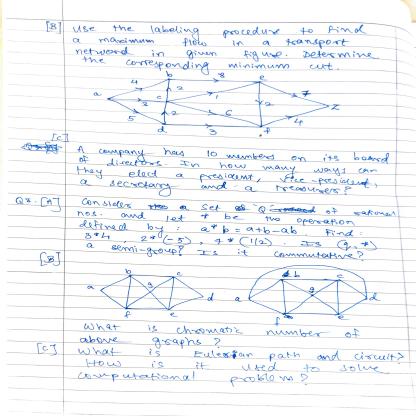 [B] Use the labeling procedure to find
a maximum flow in a transport
network in given figure. Determine
the corresponding minimum cut.
b 8 e
4 2 1 7
a 3 2 z
5 2 6 4
d 3 f
[C] A company has 10 members on its board
of directors In how many ways can
they elect a president, vice-president,
a secretary and a treasurer?
Q3. [A] Consider a set Q of rational
nos. and let * be the operation
defined by : a*b = a+b-ab Find:
3*4 2*(-5), 7*(1/2). Is (Q,*)
a semi-group? Is it commutative?
[B]
b c b c
a g d a g d
f e f e
What is chromatic number of
above graphs?
[C] What is Eulerian path and circuit?
How is it used to solve
computational problem?